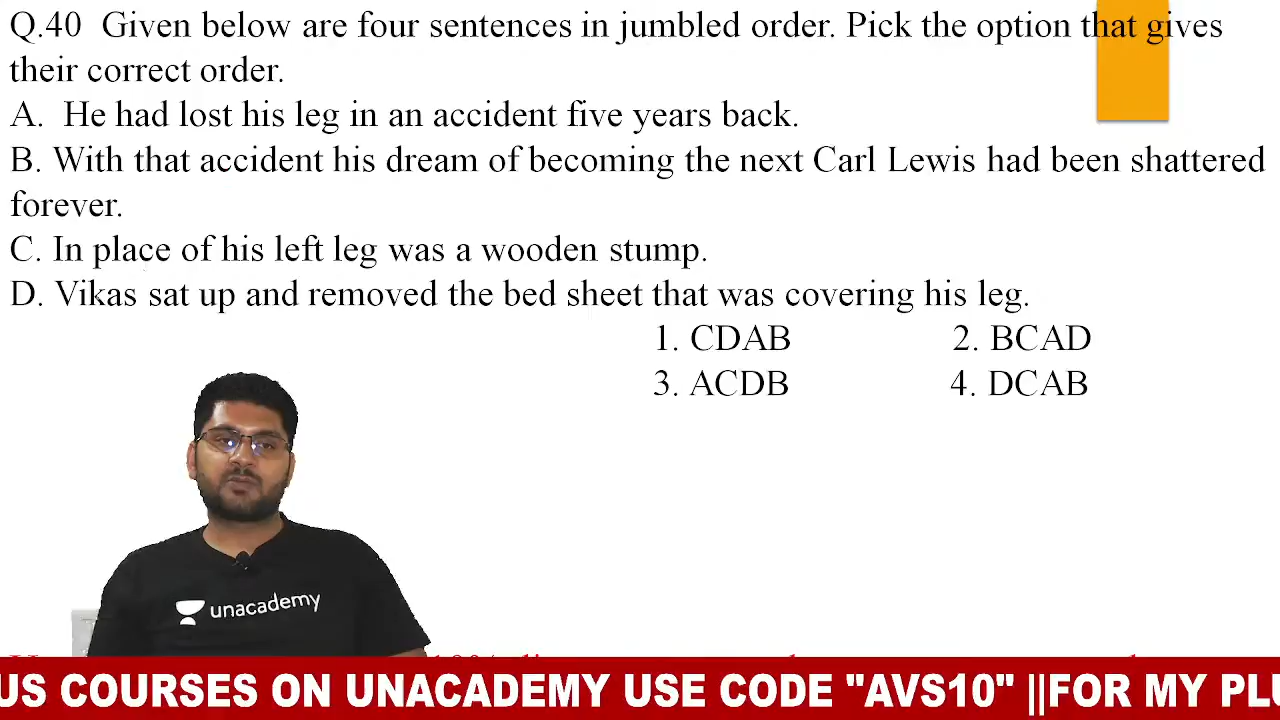 Q.40 Given below are four sentences in jumbled order. Pick the option that gives
their correct order.
A. He had lost his leg in an accident five years back.
B. With that accident his dream of becoming the next Carl Lewis had been shattered
forever.
C. In place of his left leg was a wooden stump.
D. Vikas sat up and removed the bed sheet that was covering his leg.
1. CDAB 2. BCAD
3. ACDB 4. DCAB
unacademy
US COURSES ON UNACADEMY USE CODE "AVS10" ||FOR MY PLU